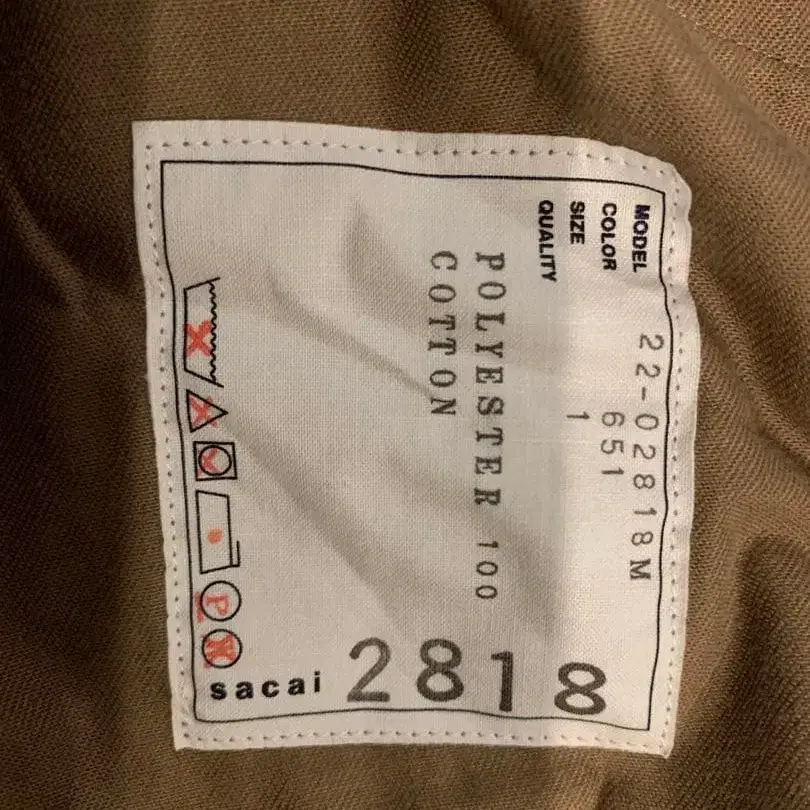 MODEL 22-02818M
COLOR 651
SIZE 1
QUALITY
POLYESTER 100
COTTON
P
sacai
2818